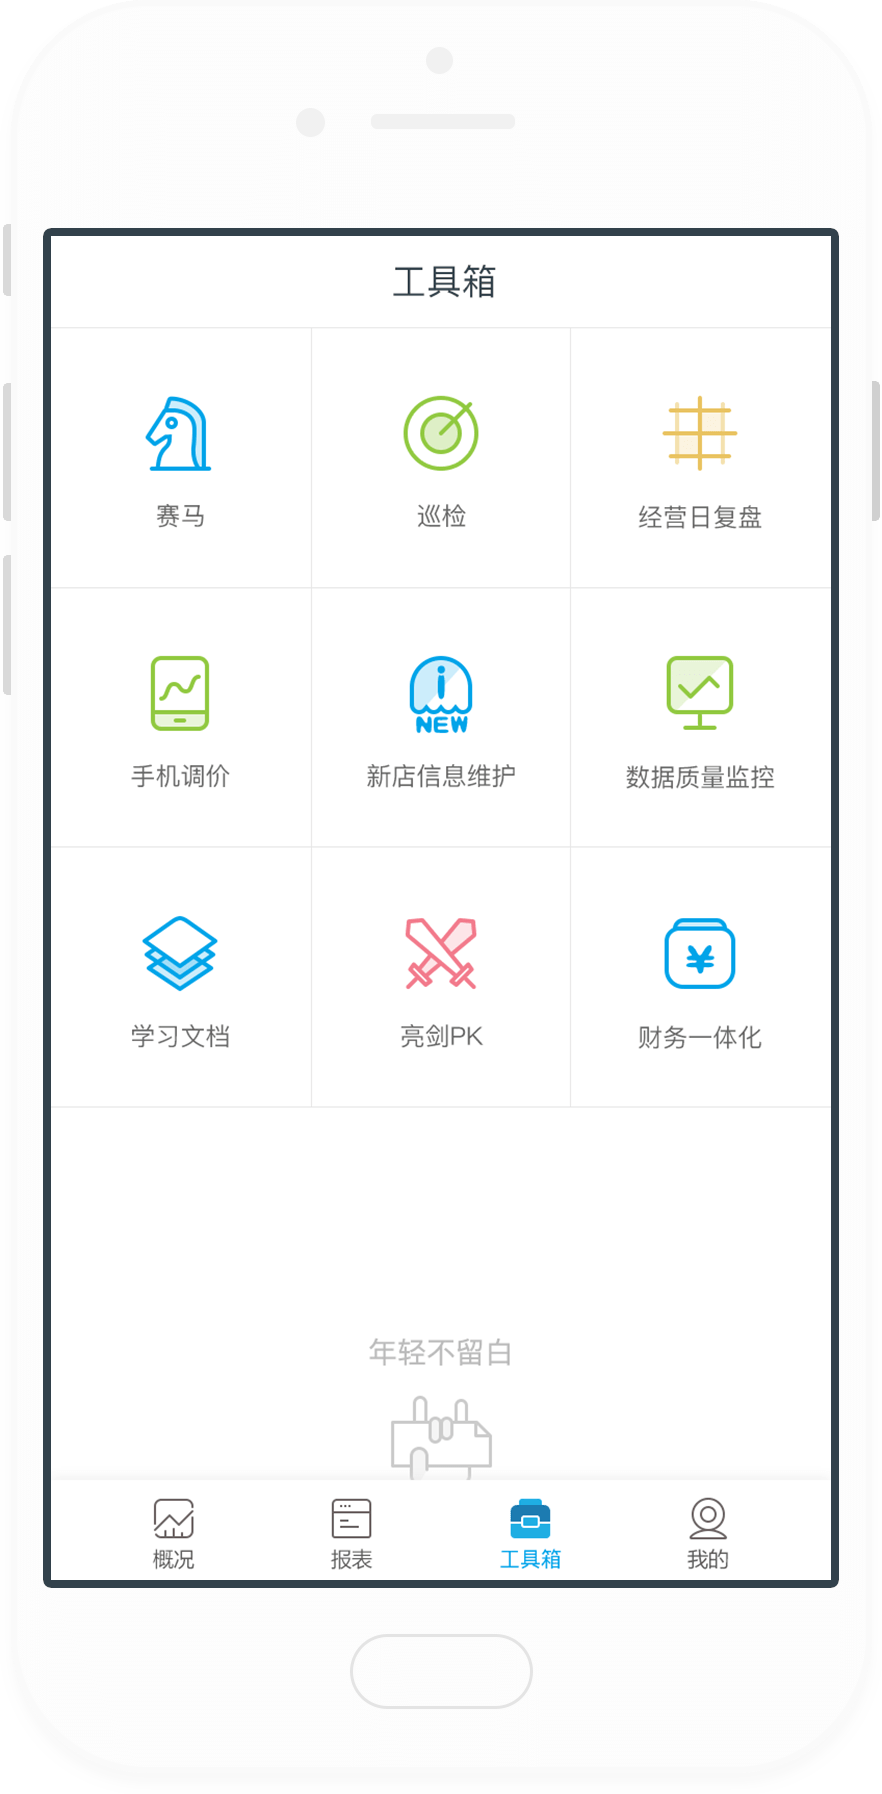 工具箱
赛马
巡检
经营日复盘
手机调价
NEW
新店信息维护
数据质量监控
学习文档
亮剑PK
¥
财务一体化
年轻不留白
概况
报表
工具箱
我的